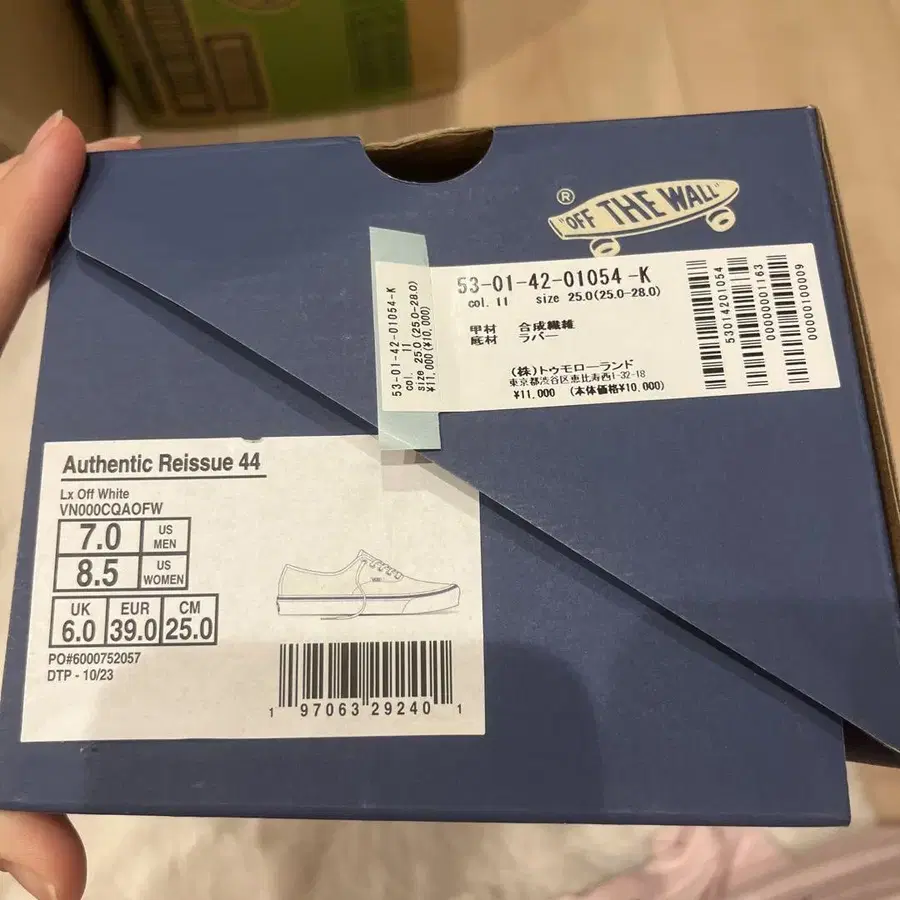 ® "OFF THE WALL"
53-01-42-01054 -K
col. 11 size 25.0(25.0-28.0)
甲材 合成繊維
底材 ラバー
(株)トゥモローランド
東京都渋谷区恵比寿西1-32-18
¥11,000 (本体価格¥10,000)
53014201054
0000000001163
00000100009
53-01-42-01054-K
col. 11
size 25.0(25.0-28.0)
¥11,000(¥10,000)
Authentic Reissue 44
Lx Off White
VN000CQAOFW
7.0 US MEN
8.5 US WOMEN
UK EUR CM
6.0 39.0 25.0
PO#6000752057
DTP - 10/23
VANS
1 97063 29240 1